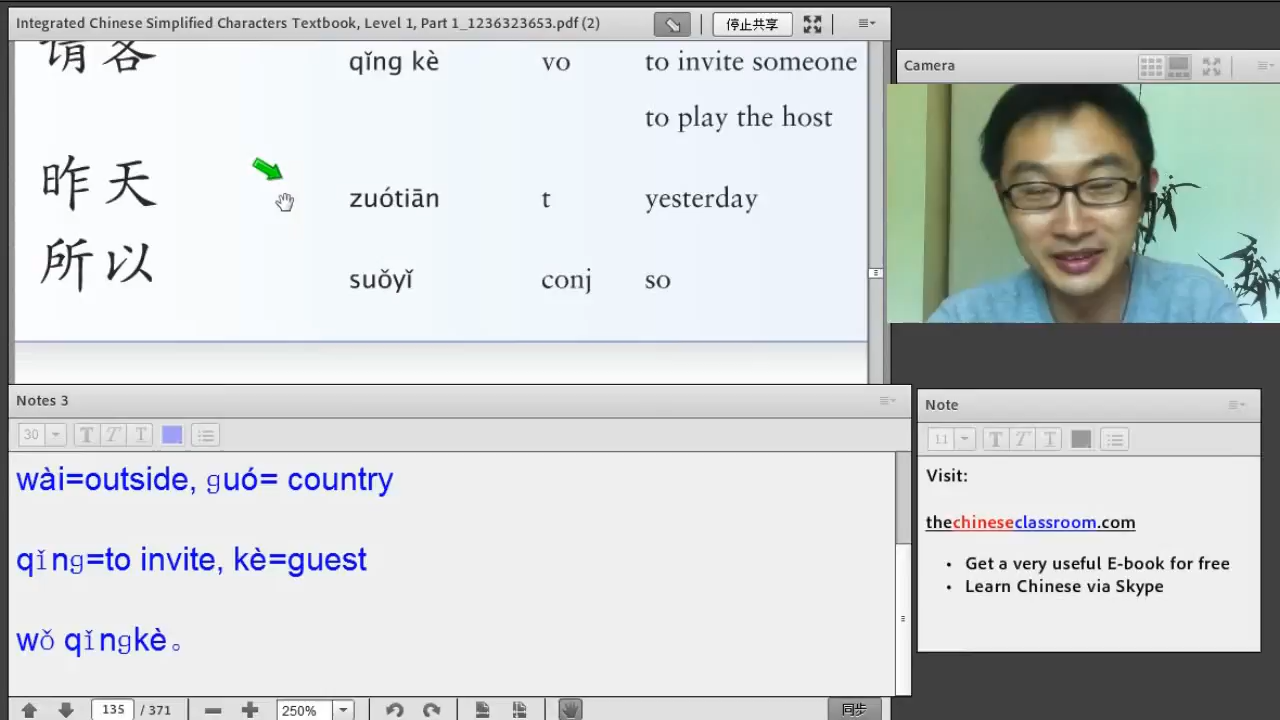 Integrated Chinese Simplified Characters Textbook, Level 1, Part 1_1236323653.pdf (2)
停止共享
请客 qǐng kè vo to invite someone
to play the host
昨天 zuótiān t yesterday
所以 suǒyǐ conj so
Camera
Notes 3
30
T T T
wài=outside, guó= country
qǐng=to invite, kè=guest
wǒ qǐngkè。
135 / 371
250%
同步
Note
11
T T T
Visit:
thechineseclassroom.com
• Get a very useful E-book for free
• Learn Chinese via Skype